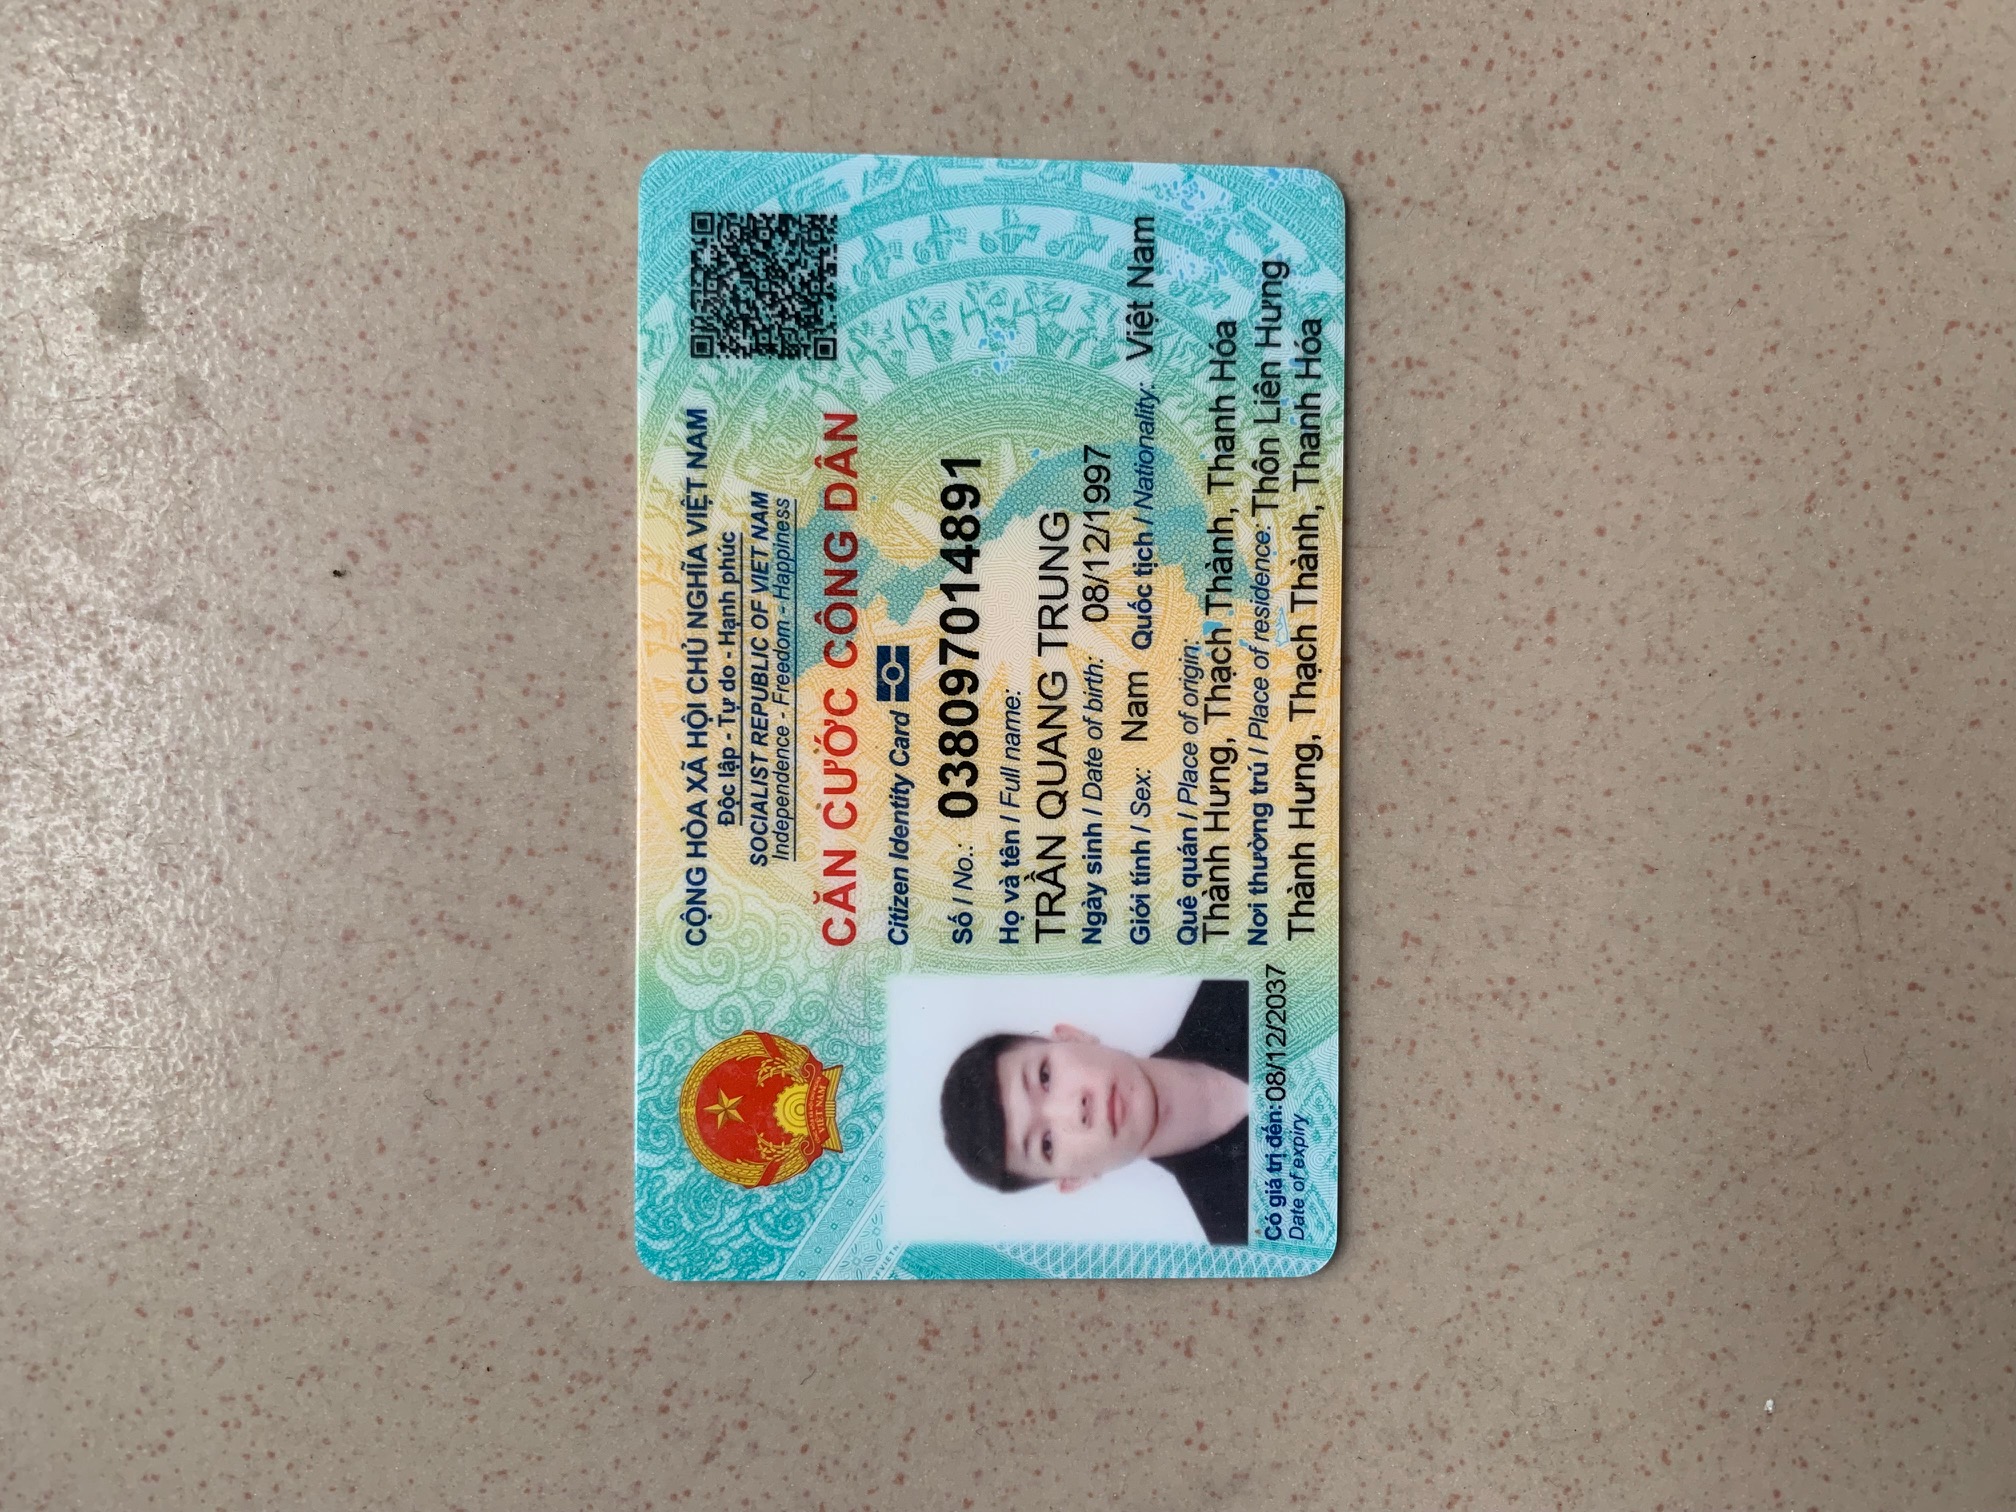 CỘNG HÒA XÃ HỘI CHỦ NGHĨA VIỆT NAM
Độc lập - Tự do - Hạnh phúc
SOCIALIST REPUBLIC OF VIET NAM
Independence - Freedom - Happiness
CĂN CƯỚC CÔNG DÂN
Citizen Identity Card
Số / No.: 038097014891
Họ và tên / Full name:
TRẦN QUANG TRUNG
Ngày sinh / Date of birth: 08/12/1997
Giới tính / Sex: Nam Quốc tịch / Nationality: Việt Nam
Quê quán / Place of origin:
Thành Hưng, Thạch Thành, Thanh Hóa
Nơi thường trú / Place of residence: Thôn Liên Hưng
Thành Hưng, Thạch Thành, Thanh Hóa
Có giá trị đến: 08/12/2037
Date of expiry
VIỆT NAM